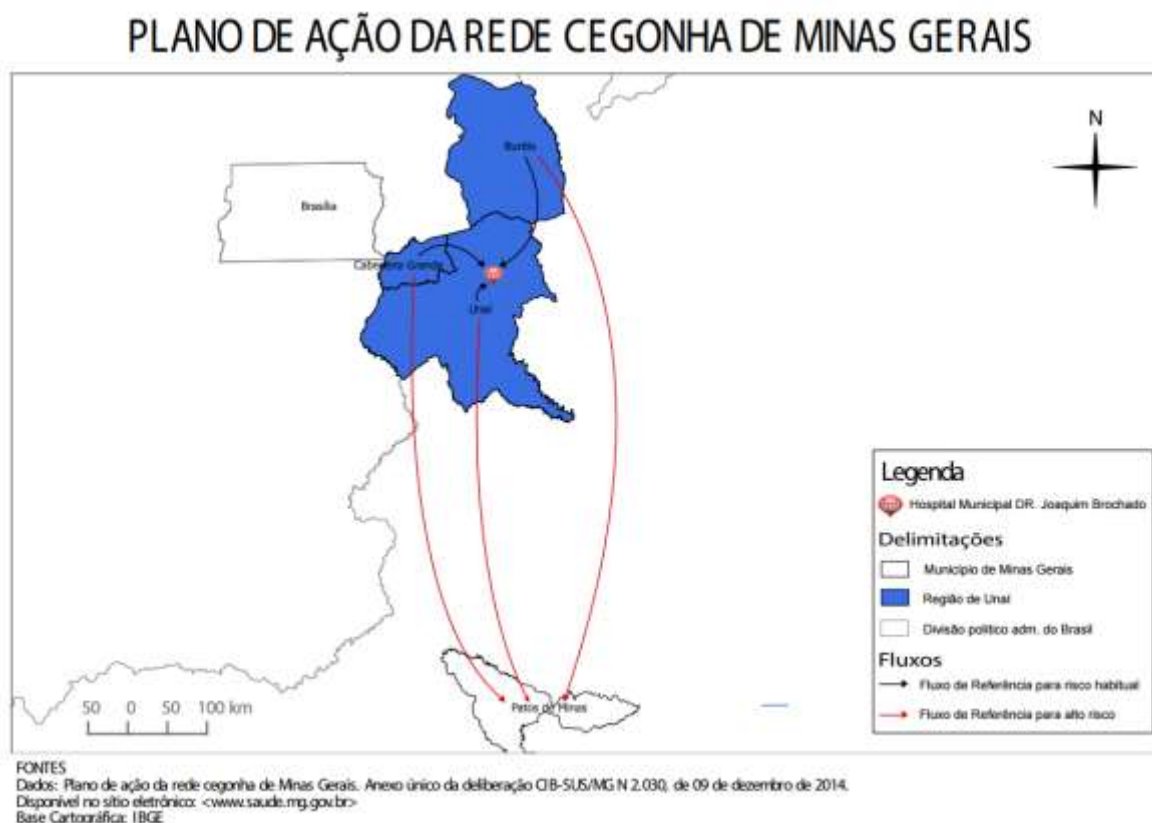 PLANO DE AÇÃO DA REDE CEGONHA DE MINAS GERAIS
N
Buritis
Brasília
Cabeceira Grande
Unaí
Patos de Minas
50 0 50 100 km
Legenda
Hospital Municipal DR. Joaquim Brochado
Delimitações
Município de Minas Gerais
Região de Unaí
Divisão político adm. do Brasil
Fluxos
Fluxo de Referência para risco habitual
Fluxo de Referência para alto risco
FONTES
Dados: Plano de ação da rede cegonha de Minas Gerais. Anexo único da deliberação CIB-SUS/MG N 2.030, de 09 de dezembro de 2014.
Disponível no sítio eletrônico: <www.saude.mg.gov.br>
Base Cartográfica: IBGE